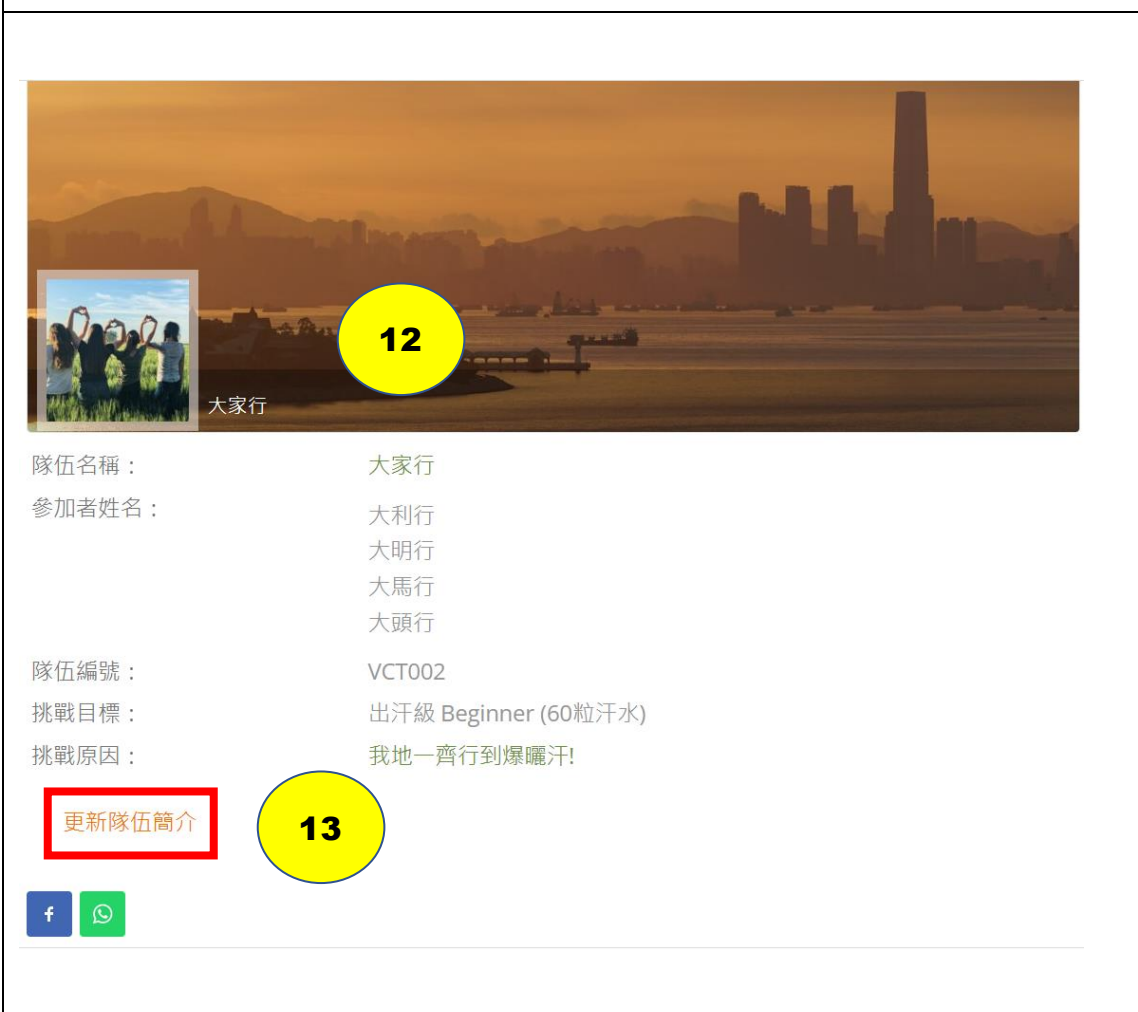 12
大家行
隊伍名稱： 大家行
參加者姓名： 大利行
大明行
大馬行
大頭行
隊伍編號： VCT002
挑戰目標： 出汗級 Beginner (60粒汗水)
挑戰原因： 我地一齊行到爆曬汗!
更新隊伍簡介
13